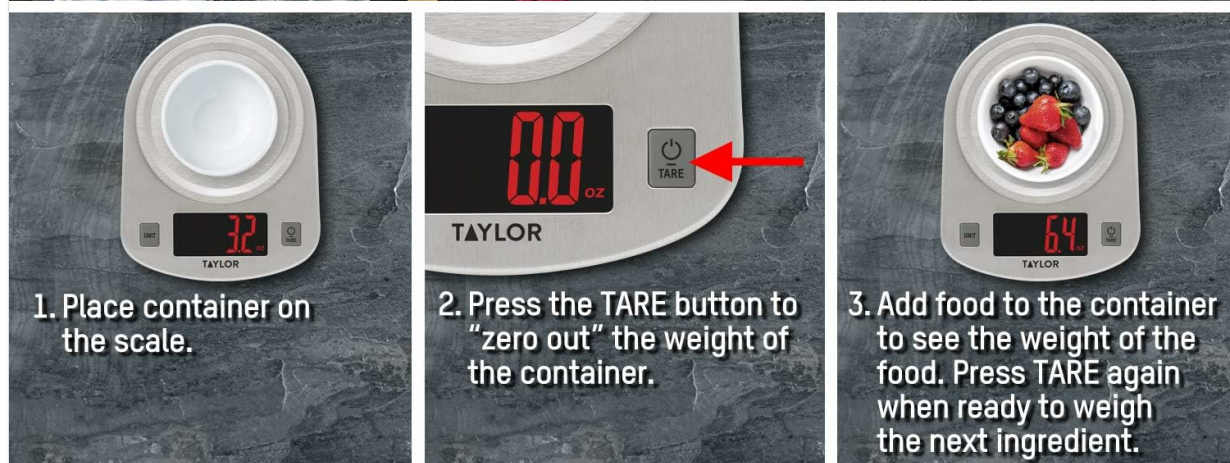 3.2 oz
UNIT
TARE
TAYLOR
1. Place container on
the scale.
0.0 oz
TARE
TAYLOR
2. Press the TARE button to
"zero out" the weight of
the container.
6.4 oz
UNIT
TARE
TAYLOR
3. Add food to the container
to see the weight of the
food. Press TARE again
when ready to weigh
the next ingredient.